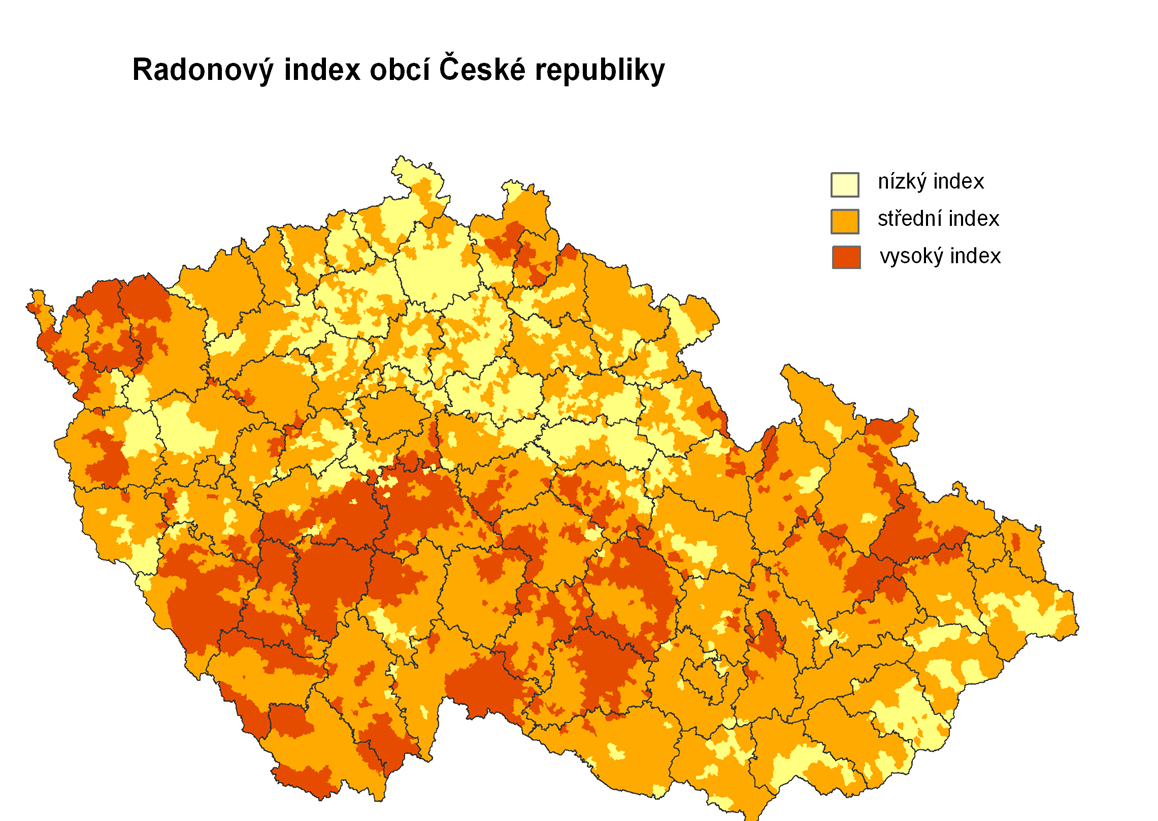 Radonový index obcí České republiky
nízký index
střední index
vysoký index